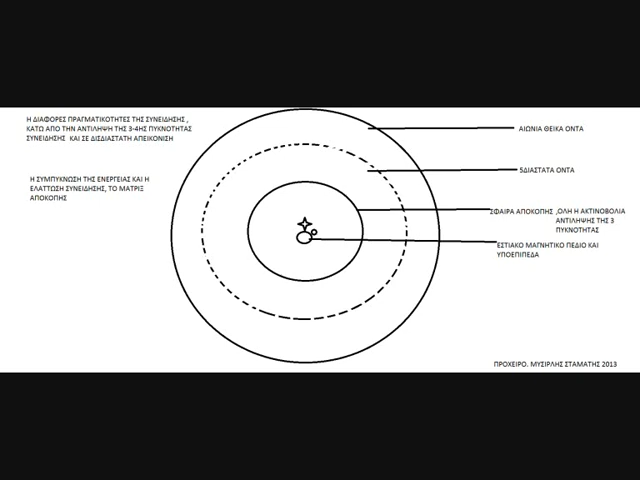 Η ΔΙΑΦΟΡΕΣ ΠΡΑΓΜΑΤΙΚΟΤΗΤΕΣ ΤΗΣ ΣΥΝΕΙΔΗΣΗΣ ,
ΚΑΤΩ ΑΠΟ ΤΗΝ ΑΝΤΙΛΗΨΗ ΤΗΣ 3-4ΗΣ ΠΥΚΝΟΤΗΤΑΣ
ΣΥΝΕΙΔΗΣΗΣ ΚΑΙ ΣΕ ΔΙΣΔΙΑΣΤΑΤΗ ΑΠΕΙΚΟΝΙΣΗ
Η ΣΥΜΠΥΚΝΩΣΗ ΤΗΣ ΕΝΕΡΓΕΙΑΣ ΚΑΙ Η
ΕΛΑΤΤΩΣΗ ΣΥΝΕΙΔΗΣΗΣ, ΤΟ ΜΑΤΡΙΞ
ΑΠΟΚΟΠΗΣ
ΑΙΩΝΙΑ ΘΕΙΚΑ ΟΝΤΑ
5ΔΙΑΣΤΑΤΑ ΟΝΤΑ
ΣΦΑΙΡΑ ΑΠΟΚΟΠΗΣ ,ΟΛΗ Η ΑΚΤΙΝΟΒΟΛΙΑ
ΑΝΤΙΛΗΨΗΣ ΤΗΣ 3
ΠΥΚΝΟΤΗΤΑΣ
ΕΣΤΙΑΚΟ ΜΑΓΝΗΤΙΚΟ ΠΕΔΙΟ ΚΑΙ
ΥΠΟΕΠΙΠΕΔΑ
ΠΡΟΧΕΙΡΟ. ΜΥΣΙΡΛΗΣ ΣΤΑΜΑΤΗΣ 2013